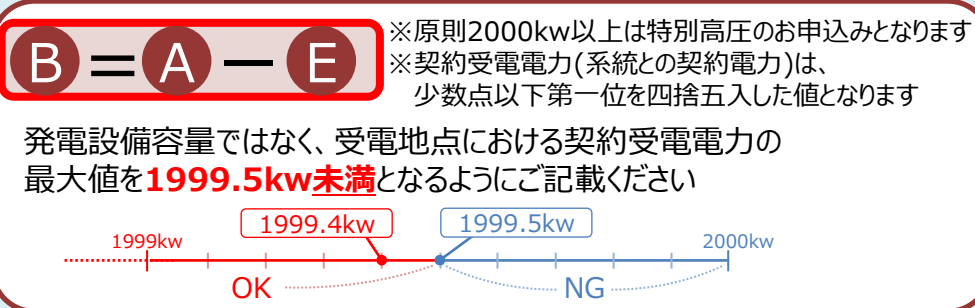 B＝A－E
※原則2000kw以上は特別高圧のお申込みとなります
※契約受電電力(系統との契約電力)は、
少数点以下第一位を四捨五入した値となります
発電設備容量ではなく、受電地点における契約受電電力の
最大値を1999.5kw未満となるようにご記載ください
1999.4kw
1999.5kw
1999kw
2000kw
OK
NG